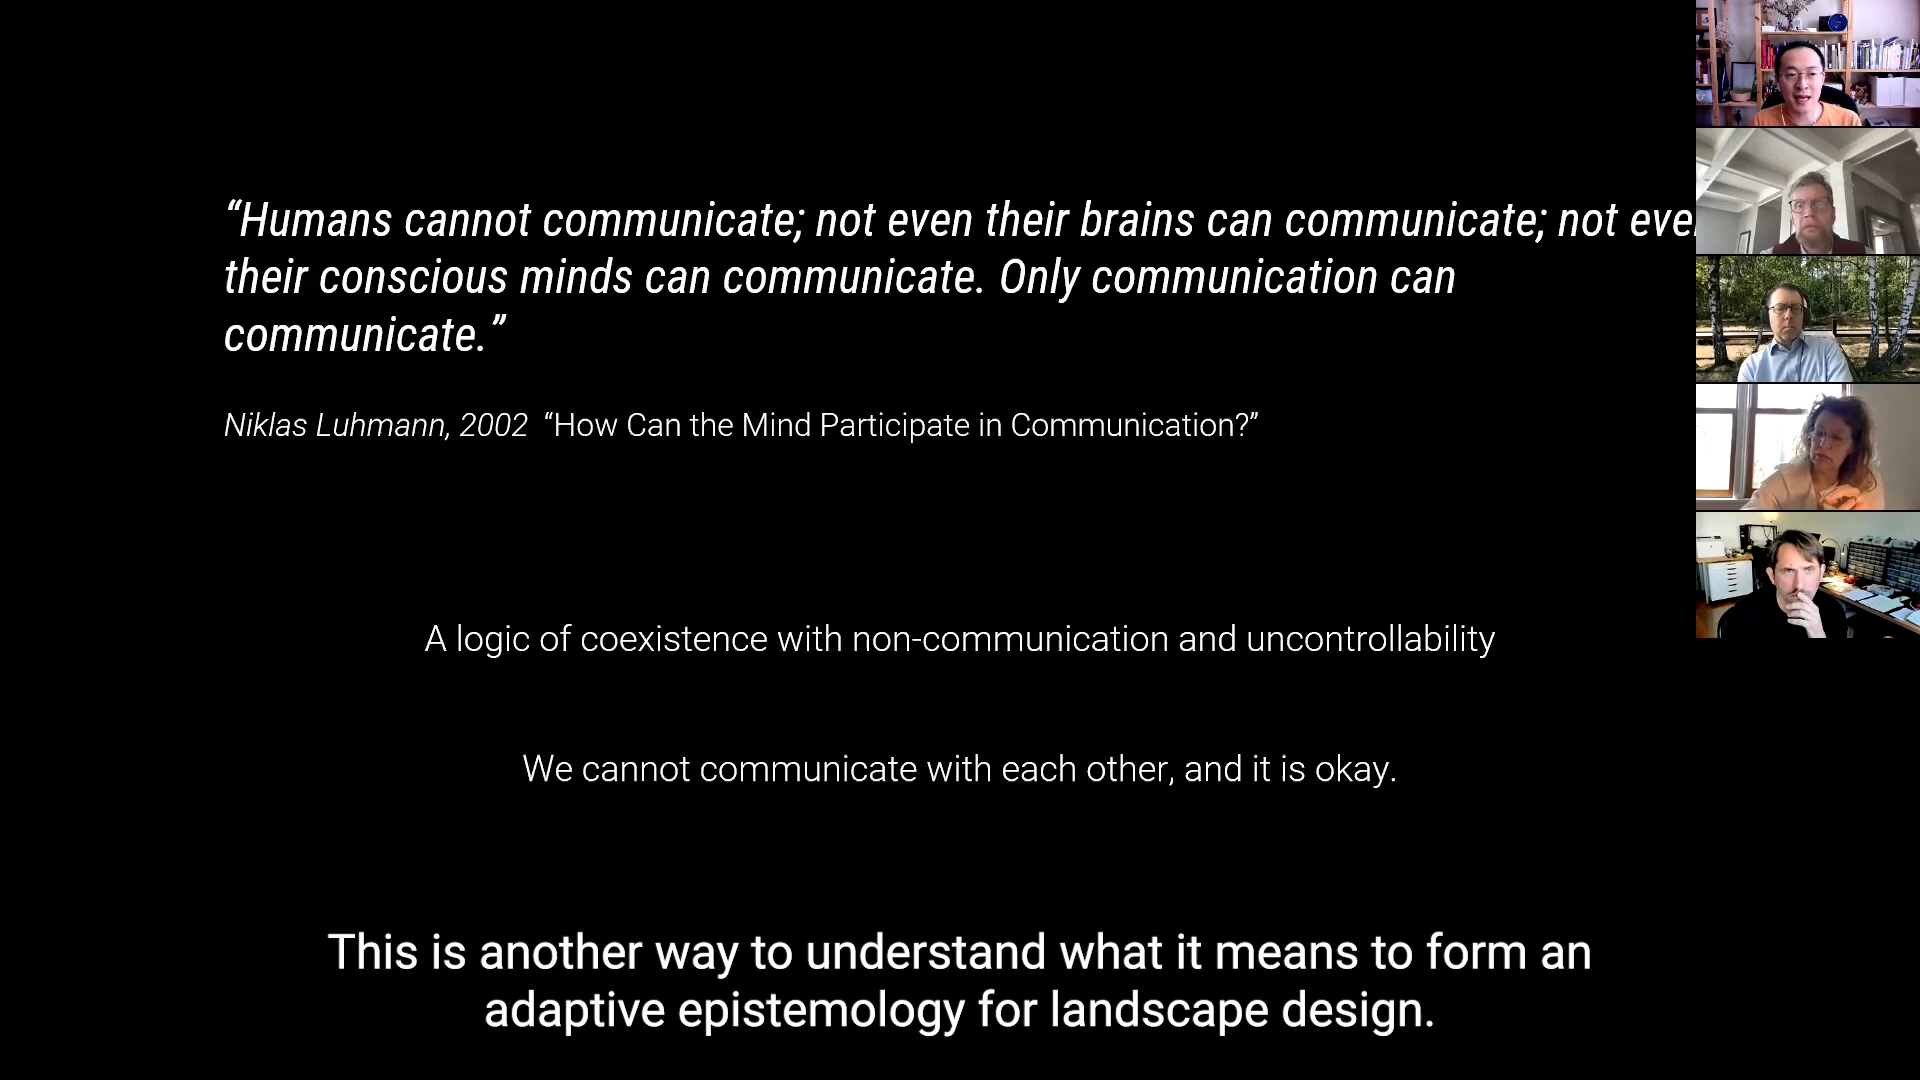 “Humans cannot communicate; not even their brains can communicate; not eve
their conscious minds can communicate. Only communication can
communicate.”
Niklas Luhmann, 2002 “How Can the Mind Participate in Communication?”
A logic of coexistence with non-communication and uncontrollability
We cannot communicate with each other, and it is okay.
This is another way to understand what it means to form an
adaptive epistemology for landscape design.